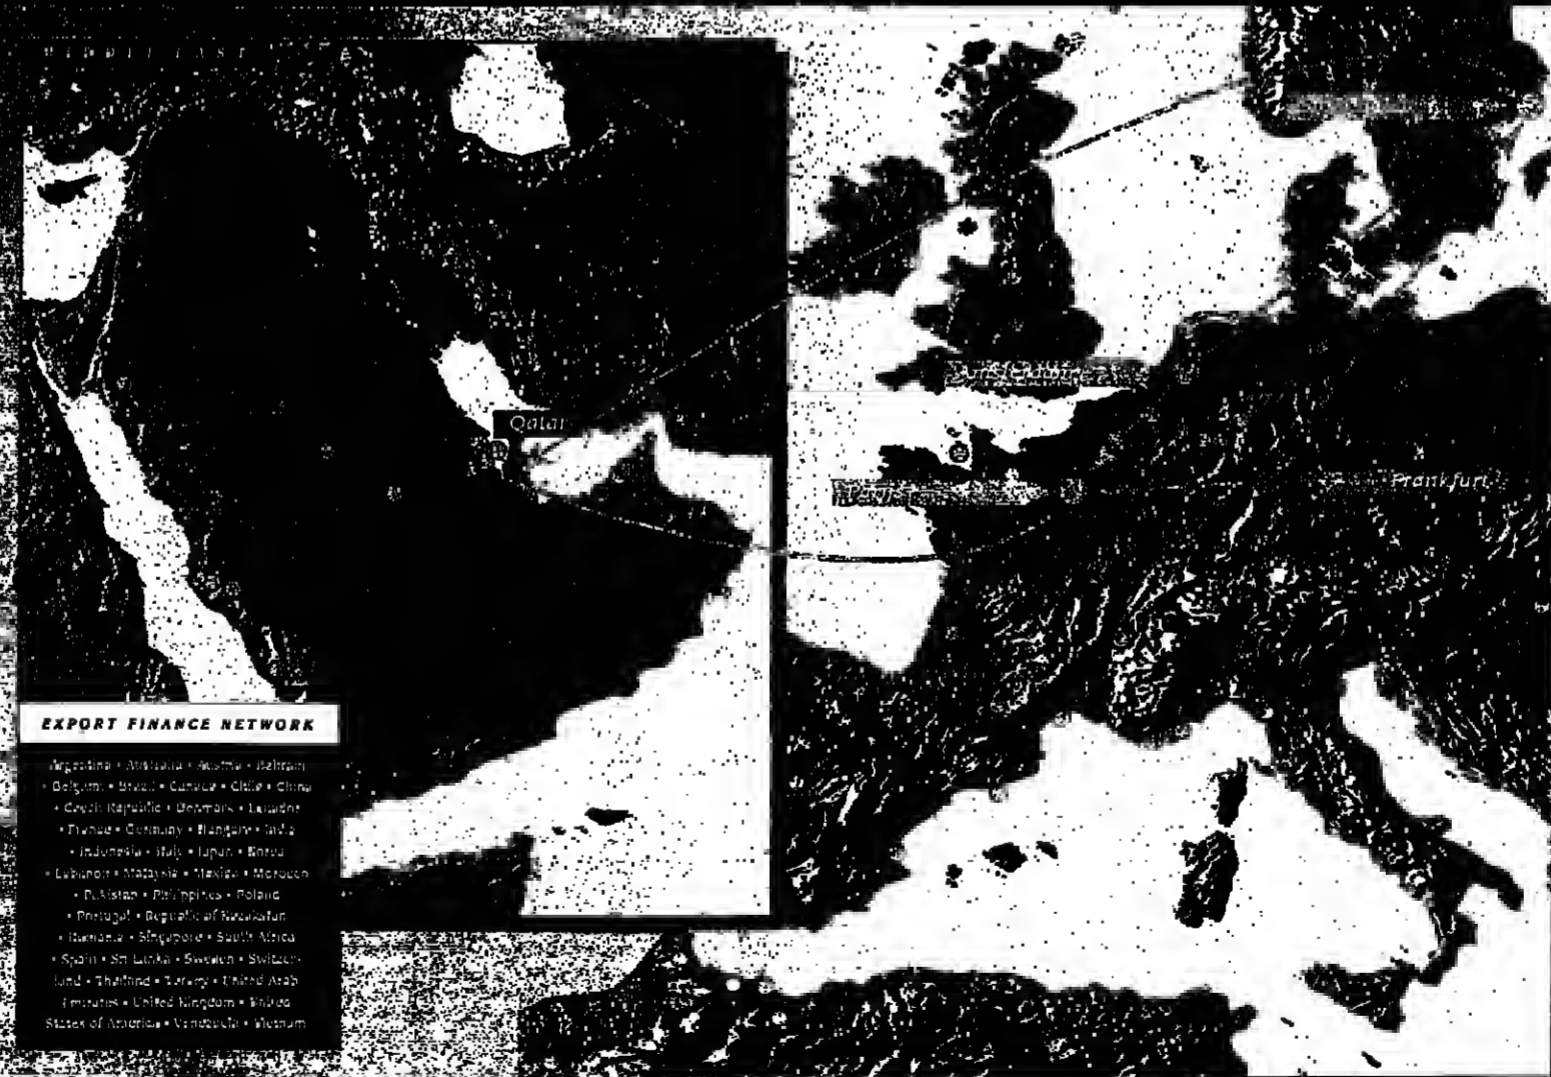 MIDDLE EAST
Qatar
Amsterdam
Frankfurt
EXPORT FINANCE NETWORK
Argentina • Australia • Austria • Bahrain
• Belgium • Brazil • Canada • Chile • China
• Czech Republic • Denmark • Ecuador
• France • Germany • Hungary • India
• Indonesia • Italy • Japan • Korea
• Lebanon • Malaysia • Mexico • Morocco
• Pakistan • Philippines • Poland
• Portugal • Republic of Kazakstan
• Romania • Singapore • South Africa
• Spain • Sri Lanka • Sweden • Switzer-
land • Thailand • Turkey • United Arab
Emirates • United Kingdom • United
States of America • Venezuela • Vietnam